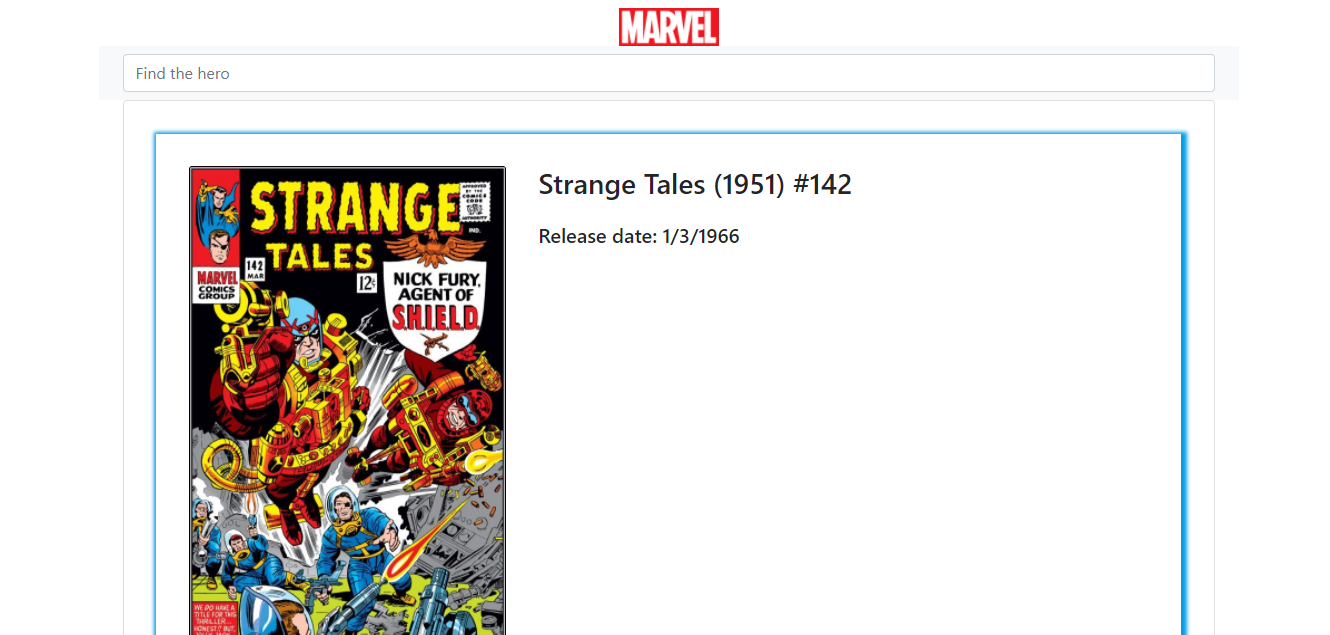 MARVEL
Find the hero
Strange Tales (1951) #142
Release date: 1/3/1966
STRANGE
TALES
APPROVED
BY THE
COMICS
CODE
AUTHORITY
IND.
MARVEL
COMICS
GROUP
142
MAR
12¢
NICK FURY,
AGENT OF
S.H.I.E.L.D.
WE DO HAVE A
TITLE FOR THIS
THRILLER...
HONEST! BUT,